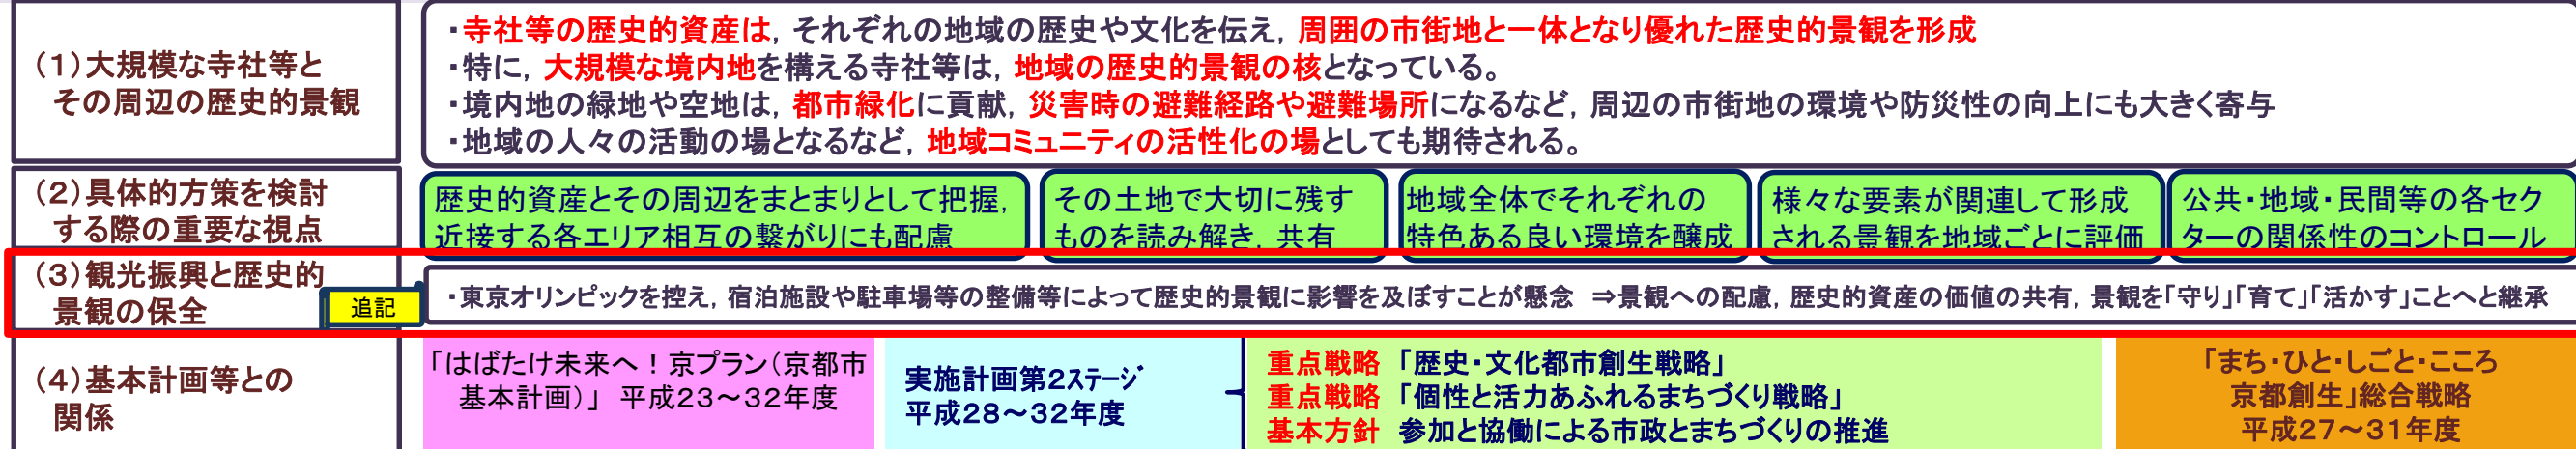 (1)大規模な寺社等と
その周辺の歴史的景観
・寺社等の歴史的資産は，それぞれの地域の歴史や文化を伝え，周囲の市街地と一体となり優れた歴史的景観を形成
・特に，大規模な境内地を構える寺社等は，地域の歴史的景観の核となっている。
・境内地の緑地や空地は，都市緑化に貢献，災害時の避難経路や避難場所になるなど，周辺の市街地の環境や防災性の向上にも大きく寄与
・地域の人々の活動の場となるなど，地域コミュニティの活性化の場としても期待される。
(2)具体的方策を検討
する際の重要な視点
歴史的資産とその周辺をまとまりとして把握，
近接する各エリア相互の繋がりにも配慮
その土地で大切に残す
ものを読み解き，共有
地域全体でそれぞれの
特色ある良い環境を醸成
様々な要素が関連して形成
される景観を地域ごとに評価
公共・地域・民間等の各セク
ターの関係性のコントロール
(3)観光振興と歴史的
景観の保全
追記
・東京オリンピックを控え，宿泊施設や駐車場等の整備等によって歴史的景観に影響を及ぼすことが懸念　⇒景観への配慮，歴史的資産の価値の共有，景観を「守り」「育て」「活かす」ことへと継承
(4)基本計画等との
関係
「はばたけ未来へ！京プラン(京都市
基本計画)」　平成23～32年度
実施計画第2ステージ
平成28～32年度
重点戦略　「歴史・文化都市創生戦略」
重点戦略　「個性と活力あふれるまちづくり戦略」
基本方針　参加と協働による市政とまちづくりの推進
「まち・ひと・しごと・こころ
京都創生」総合戦略
平成27～31年度